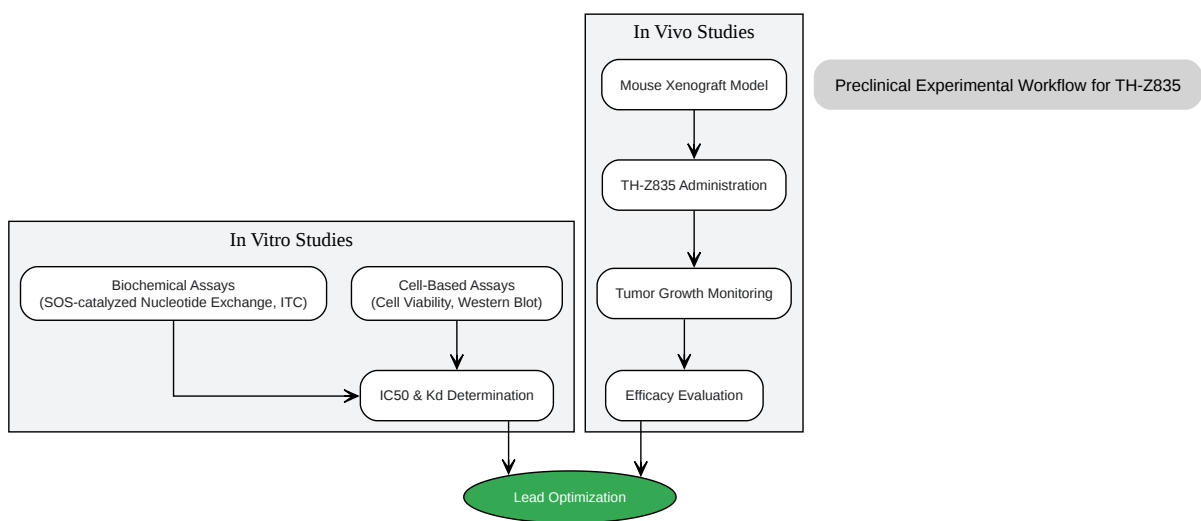 In Vivo Studies
Mouse Xenograft Model
Preclinical Experimental Workflow for TH-Z835
TH-Z835 Administration
In Vitro Studies
Biochemical Assays
(SOS-catalyzed Nucleotide Exchange, ITC)
Cell-Based Assays
(Cell Viability, Western Blot)
Tumor Growth Monitoring
IC50 & Kd Determination
Efficacy Evaluation
Lead Optimization